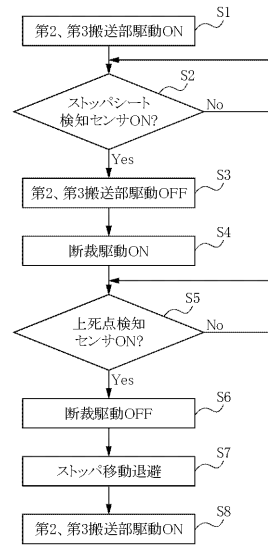 S1
第2、第3搬送部駆動ON
S2
ストッパシート
検知センサON?
No
Yes
S3
第2、第3搬送部駆動OFF
S4
断裁駆動ON
S5
上死点検知
センサON?
No
Yes
S6
断裁駆動OFF
S7
ストッパ移動退避
S8
第2、第3搬送部駆動ON